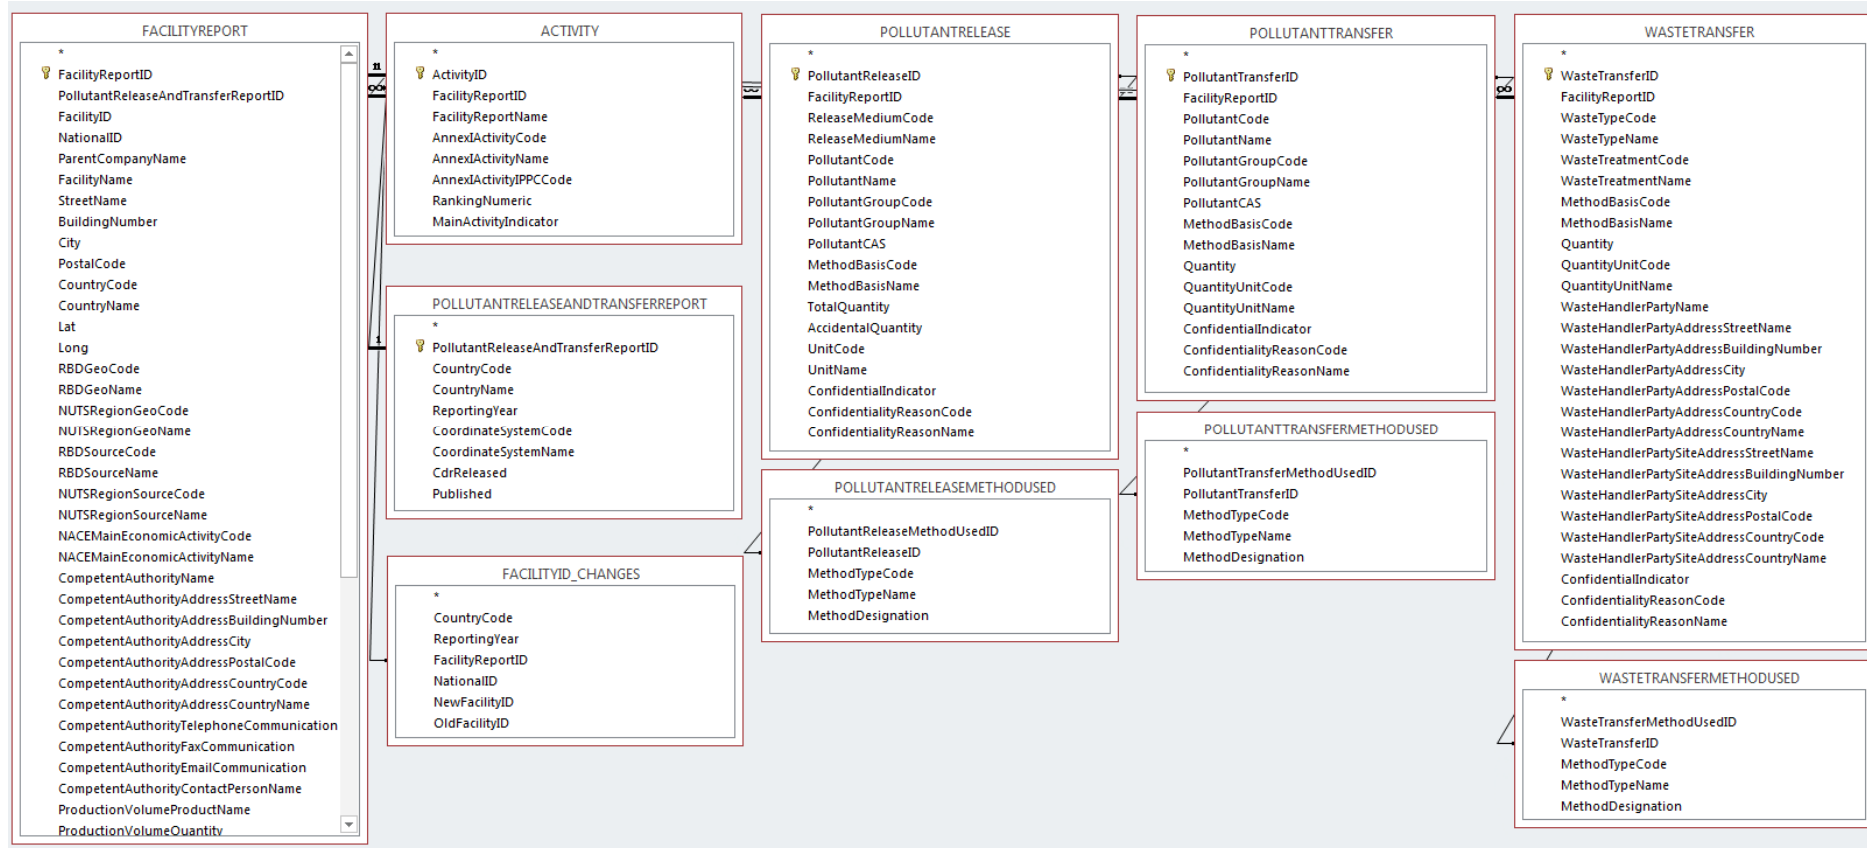 FACILITYREPORT
*
FacilityReportID
PollutantReleaseAndTransferReportID
FacilityID
NationalID
ParentCompanyName
FacilityName
StreetName
BuildingNumber
City
PostalCode
CountryCode
CountryName
Lat
Long
RBDGeoCode
RBDGeoName
NUTSRegionGeoCode
NUTSRegionGeoName
RBDSourceCode
RBDSourceName
NUTSRegionSourceCode
NUTSRegionSourceName
NACEMainEconomicActivityCode
NACEMainEconomicActivityName
CompetentAuthorityName
CompetentAuthorityAddressStreetName
CompetentAuthorityAddressBuildingNumber
CompetentAuthorityAddressCity
CompetentAuthorityAddressPostalCode
CompetentAuthorityAddressCountryCode
CompetentAuthorityAddressCountryName
CompetentAuthorityTelephoneCommunication
CompetentAuthorityFaxCommunication
CompetentAuthorityEmailCommunication
CompetentAuthorityContactPersonName
ProductionVolumeProductName
ProductionVolumeQuantity
ACTIVITY
*
ActivityID
FacilityReportID
FacilityReportName
AnnexIActivityCode
AnnexIActivityName
AnnexIActivityIPPCCode
RankingNumeric
MainActivityIndicator
POLLUTANTRELEASEANDTRANSFERREPORT
*
1
PollutantReleaseAndTransferReportID
CountryCode
CountryName
ReportingYear
CoordinateSystemCode
CoordinateSystemName
CdrReleased
Published
FACILITYID_CHANGES
*
CountryCode
ReportingYear
FacilityReportID
NationalID
NewFacilityID
OldFacilityID
POLLUTANTRELEASE
*
PollutantReleaseID
FacilityReportID
ReleaseMediumCode
ReleaseMediumName
PollutantCode
PollutantName
PollutantGroupCode
PollutantGroupName
PollutantCAS
MethodBasisCode
MethodBasisName
TotalQuantity
AccidentalQuantity
UnitCode
UnitName
ConfidentialIndicator
ConfidentialityReasonCode
ConfidentialityReasonName
POLLUTANTRELEASEMETHODUSED
*
PollutantReleaseMethodUsedID
PollutantReleaseID
MethodTypeCode
MethodTypeName
MethodDesignation
POLLUTANTTRANSFER
*
PollutantTransferID
FacilityReportID
PollutantCode
PollutantName
PollutantGroupCode
PollutantGroupName
PollutantCAS
MethodBasisCode
MethodBasisName
Quantity
QuantityUnitCode
QuantityUnitName
ConfidentialIndicator
ConfidentialityReasonCode
ConfidentialityReasonName
POLLUTANTTRANSFERMETHODUSED
*
PollutantTransferMethodUsedID
PollutantTransferID
MethodTypeCode
MethodTypeName
MethodDesignation
WASTETRANSFER
*
WasteTransferID
FacilityReportID
WasteTypeCode
WasteTypeName
WasteTreatmentCode
WasteTreatmentName
MethodBasisCode
MethodBasisName
Quantity
QuantityUnitCode
QuantityUnitName
WasteHandlerPartyName
WasteHandlerPartyAddressStreetName
WasteHandlerPartyAddressBuildingNumber
WasteHandlerPartyAddressCity
WasteHandlerPartyAddressPostalCode
WasteHandlerPartyAddressCountryCode
WasteHandlerPartyAddressCountryName
WasteHandlerPartySiteAddressStreetName
WasteHandlerPartySiteAddressBuildingNumber
WasteHandlerPartySiteAddressCity
WasteHandlerPartySiteAddressPostalCode
WasteHandlerPartySiteAddressCountryCode
WasteHandlerPartySiteAddressCountryName
ConfidentialIndicator
ConfidentialityReasonCode
ConfidentialityReasonName
WASTETRANSFERMETHODUSED
*
WasteTransferMethodUsedID
WasteTransferID
MethodTypeCode
MethodTypeName
MethodDesignation